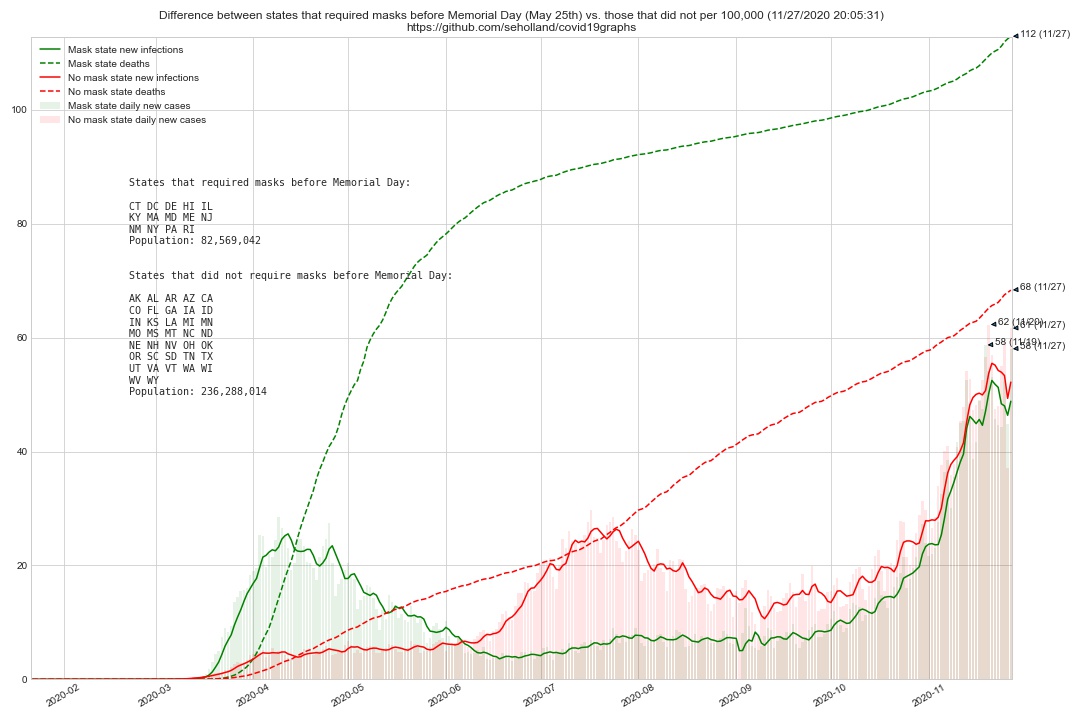 Difference between states that required masks before Memorial Day (May 25th) vs. those that did not per 100,000 (11/27/2020 20:05:31)
https://github.com/seholland/covid19graphs
Mask state new infections
Mask state deaths
No mask state new infections
No mask state deaths
Mask state daily new cases
No mask state daily new cases
112 (11/27)
100
80
60
40
20
0
States that required masks before Memorial Day:
CT DC DE HI IL
KY MA MD ME NJ
NM NY PA RI
Population: 82,569,042
States that did not require masks before Memorial Day:
AK AL AR AZ CA
CO FL GA IA ID
IN KS LA MI MN
MO MS MT NC ND
NE NH NV OH OK
OR SC SD TN TX
UT VA VT WA WI
WV WY
Population: 236,288,014
68 (11/27)
62 (11/20)
(11/27)
58 (11/19)
58 (11/27)
2020-02
2020-03
2020-04
2020-05
2020-06
2020-07
2020-08
2020-09
2020-10
2020-11